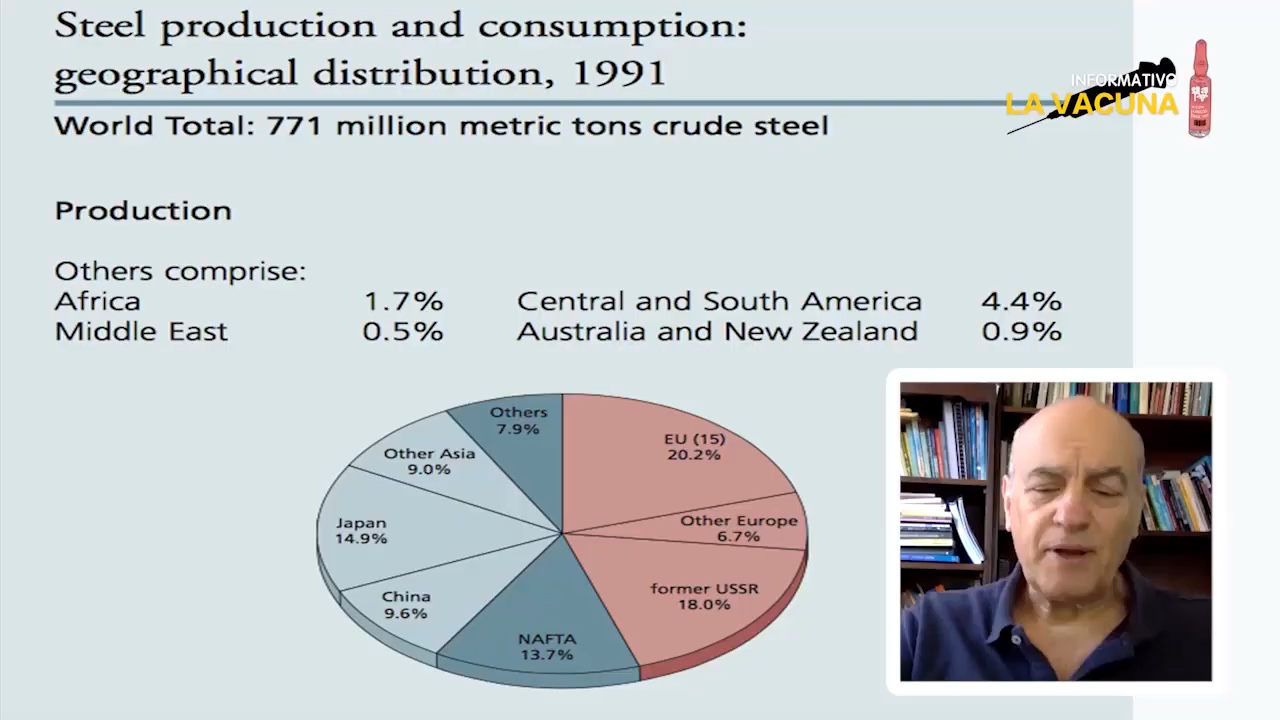 Steel production and consumption:
geographical distribution, 1991
INFORMATIVO
LA VACUNA
World Total: 771 million metric tons crude steel
Production
Others comprise:
Africa 1.7% Central and South America 4.4%
Middle East 0.5% Australia and New Zealand 0.9%
Others
7.9%
EU (15)
20.2%
Other Asia
9.0%
Other Europe
6.7%
Japan
14.9%
former USSR
18.0%
China
9.6%
NAFTA
13.7%